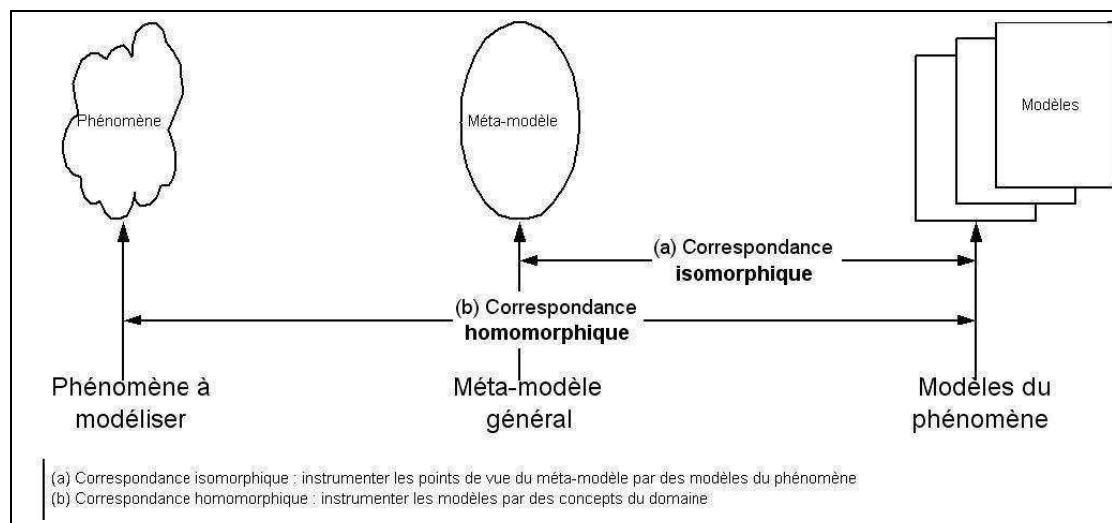 Phénomène
Méta-modèle
Modèles
(a) Correspondance
isomorphique
(b) Correspondance
homomorphique
Phénomène à
modéliser
Méta-modèle
général
Modèles du
phénomène
(a) Correspondance isomorphique : instrumenter les points de vue du méta-modèle par des modèles du phénomène
(b) Correspondance homomorphique : instrumenter les modèles par des concepts du domaine